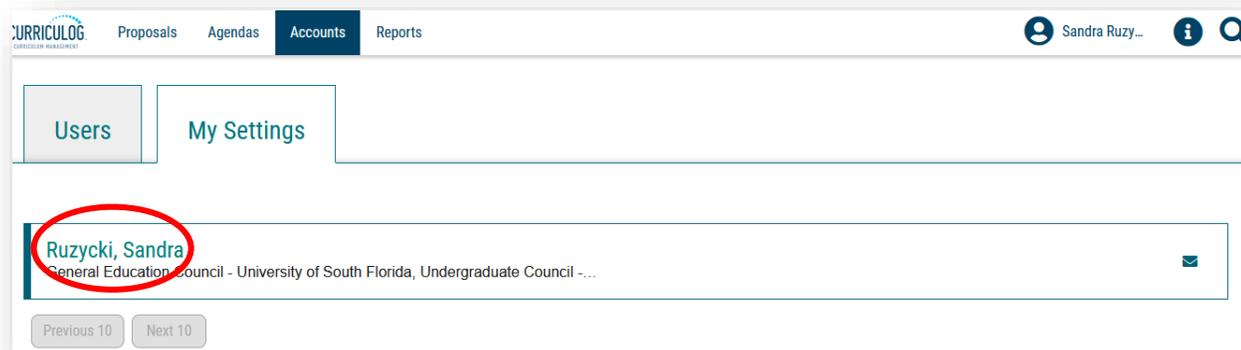 CURRICULOG
CURRICULUM MANAGEMENT
Proposals Agendas Accounts Reports Sandra Ruzy...
Users My Settings
Ruzycki, Sandra
General Education Council - University of South Florida, Undergraduate Council -...
Previous 10 Next 10